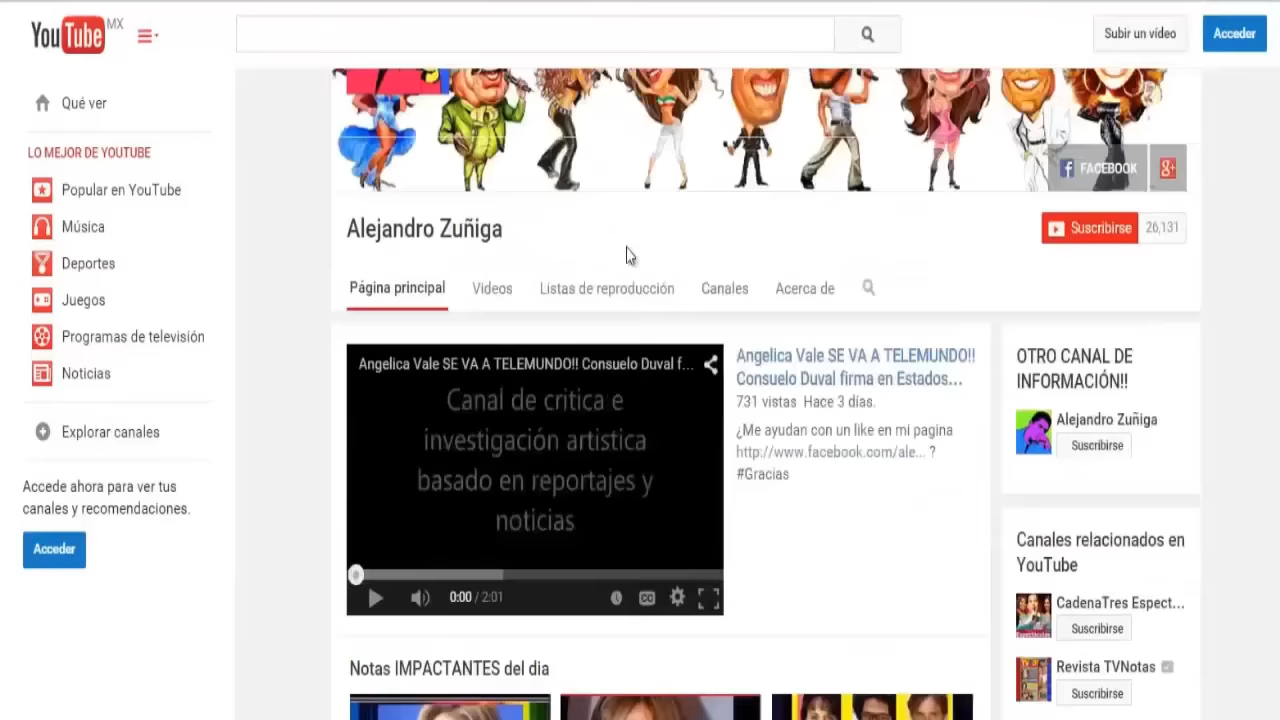 YouTube MX
Subir un vídeo
Acceder
Qué ver
LO MEJOR DE YOUTUBE
Popular en YouTube
Música
Deportes
Juegos
Programas de televisión
Noticias
Explorar canales
Accede ahora para ver tus
canales y recomendaciones.
Acceder
f FACEBOOK
g+
Alejandro Zuñiga
Suscribirse 26,131
Página principal Videos Listas de reproducción Canales Acerca de
Angelica Vale SE VA A TELEMUNDO!! Consuelo Duval f...
Canal de critica e
investigación artistica
basado en reportajes y
noticias
0:00 / 2:01
CC
Angelica Vale SE VA A TELEMUNDO!!
Consuelo Duval firma en Estados...
731 vistas Hace 3 días.
¿Me ayudan con un like en mi pagina
http://www.facebook.com/ale... ?
#Gracias
Notas IMPACTANTES del dia
OTRO CANAL DE
INFORMACIÓN!!
Alejandro Zuñiga
Suscribirse
Canales relacionados en
YouTube
CadenaTres Espect...
Suscribirse
Revista TVNotas
Suscribirse